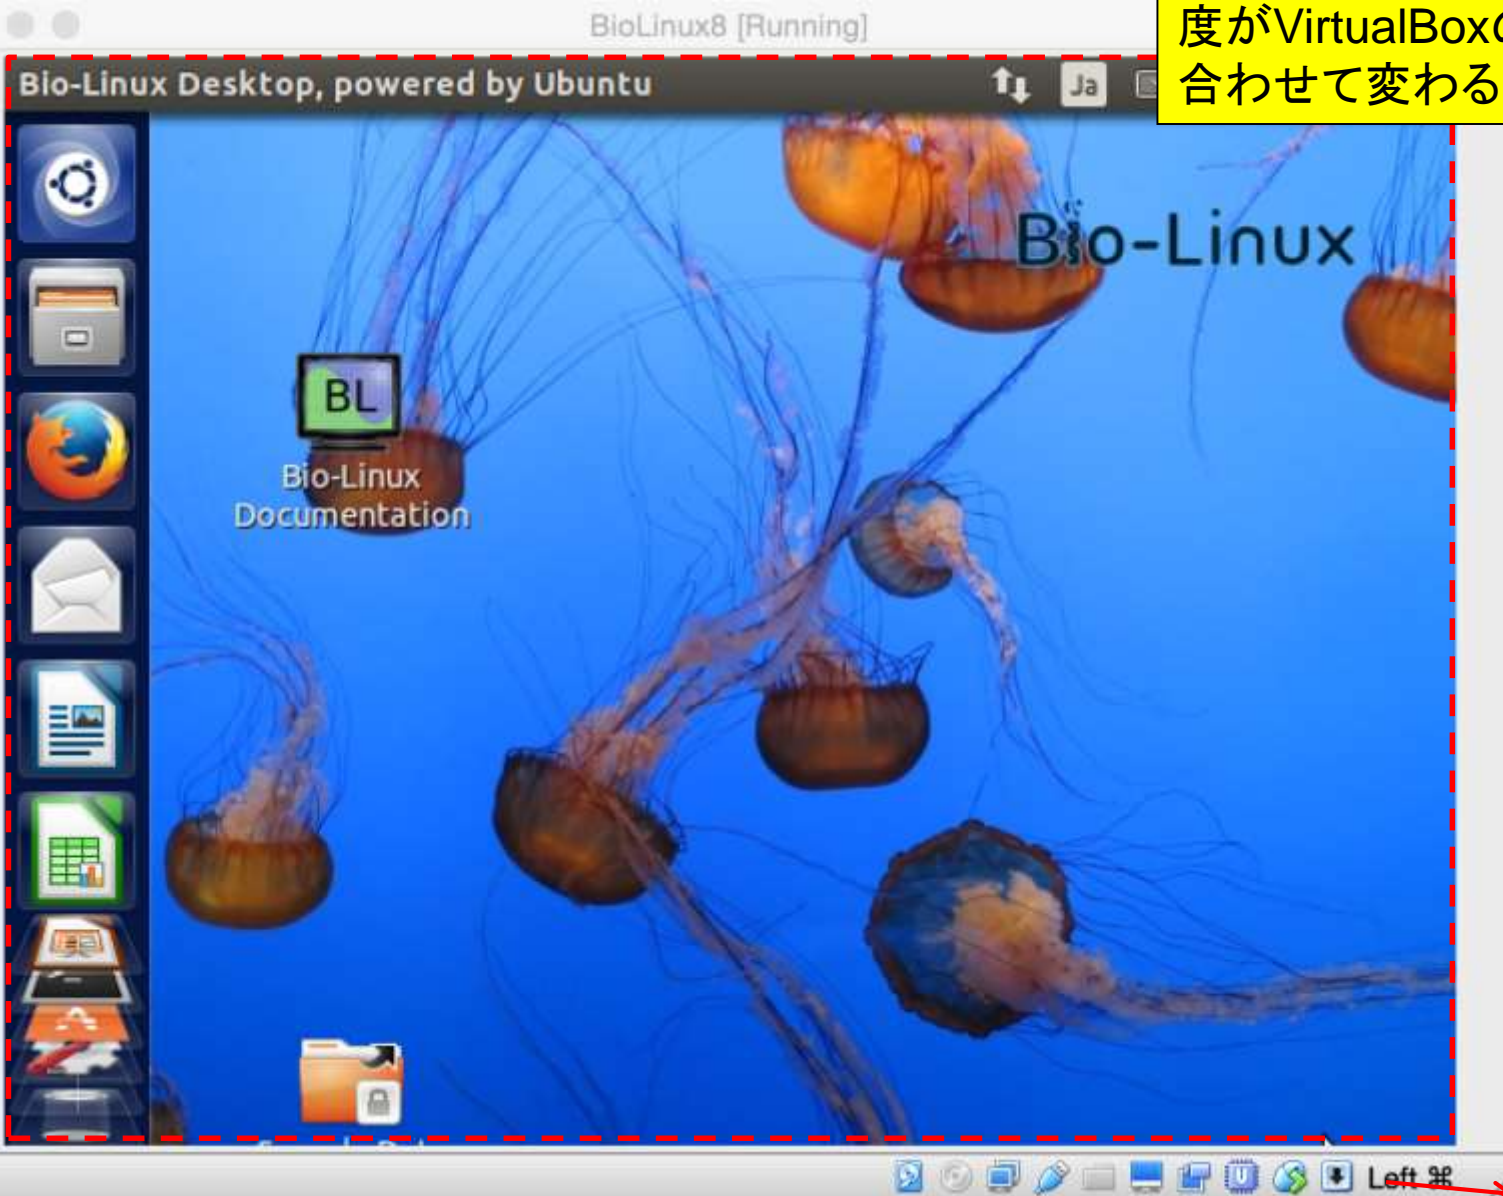 BioLinux8 [Running]
度がVirtualBox
合わせて変わる
Bio-Linux Desktop, powered by Ubuntu
Ja
Bio-Linux
BL
Bio-Linux
Documentation
Left ⌘